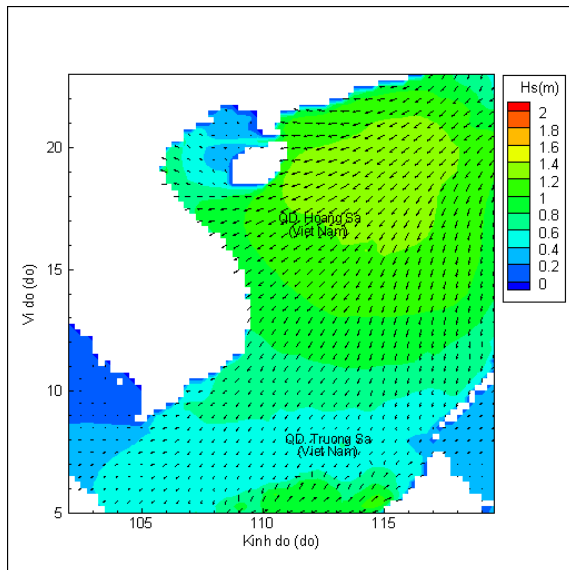 Hs(m)
2
1.8
1.6
1.4
1.2
1
0.8
0.6
0.4
0.2
0
20
15
10
5
Vi do (do)
QD. Hoang Sa
(Viet Nam)
QD. Truong Sa
(Viet Nam)
105
110
115
Kinh do (do)